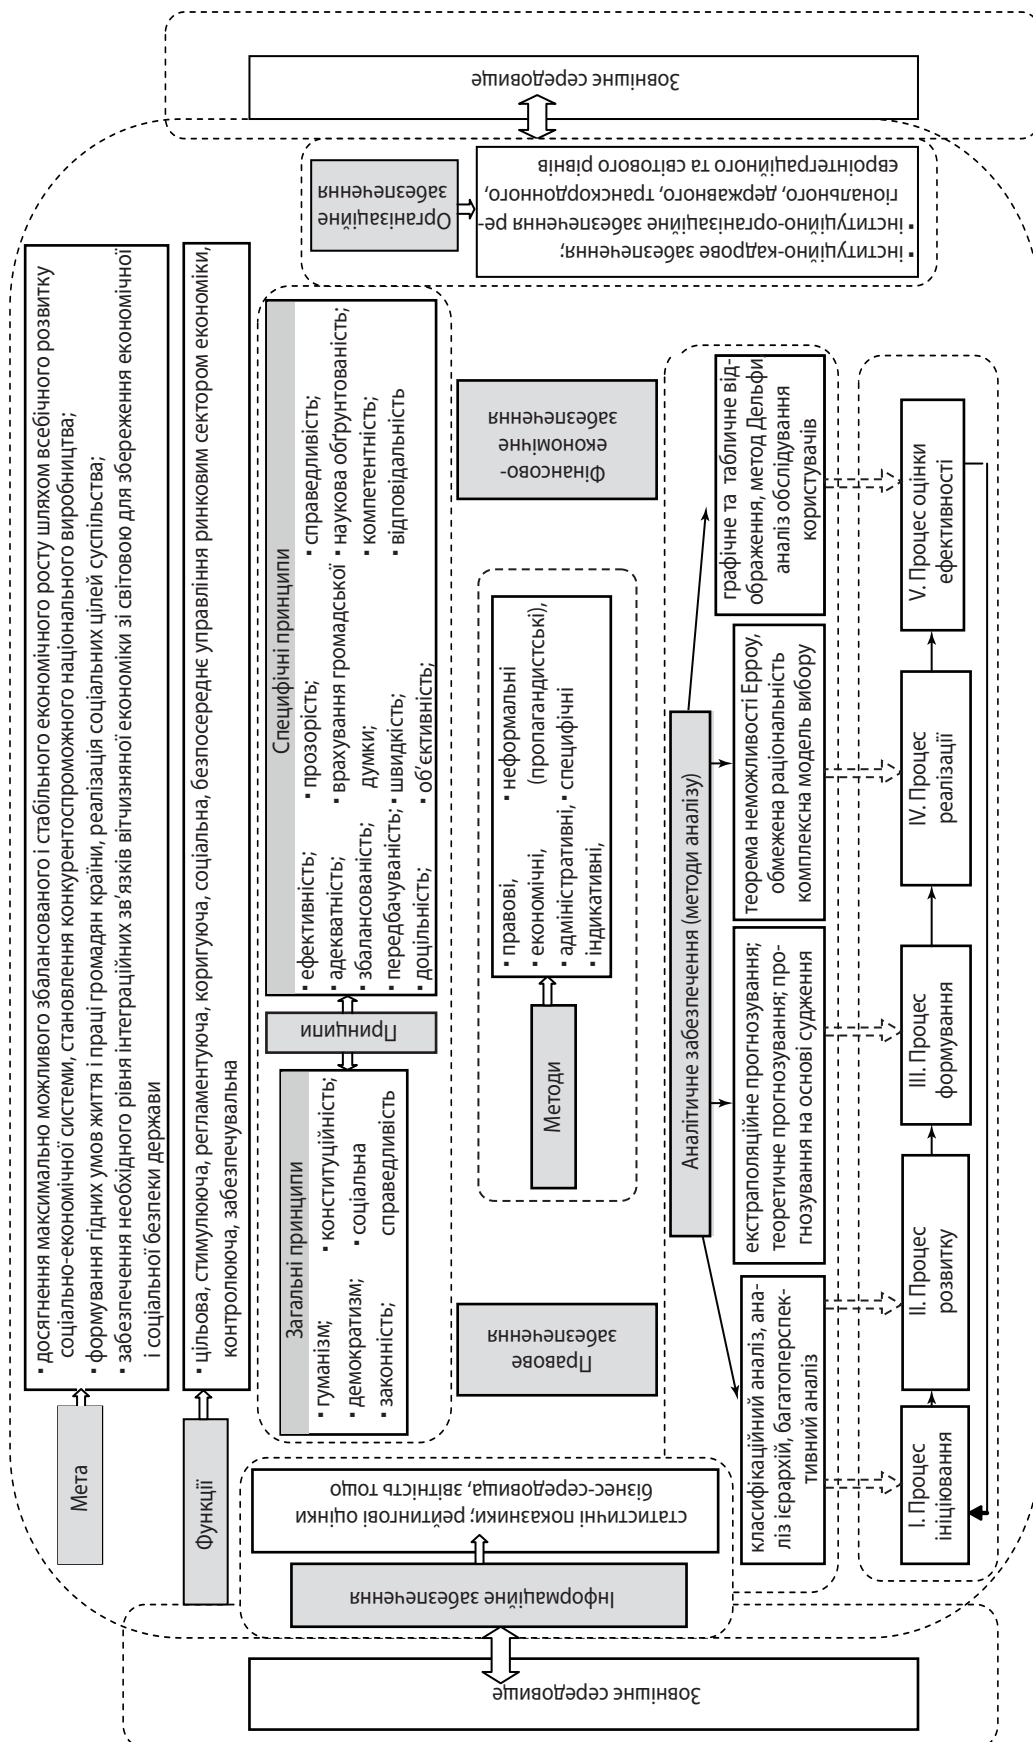 Мета
▪ досягнення максимально можливого збалансованого і стабільного економічного росту шляхом всебічного розвитку
соціально-економічної системи, становлення конкурентоспроможного національного виробництва;
▪ формування гідних умов життя і праці громадян країни, реалізація соціальних цілей суспільства;
▪ забезпечення необхідного рівня інтеграційних зв’язків вітчизняної економіки зі світовою для збереження економічної
і соціальної безпеки держави
Функції
▪ цільова, стимулююча, регламентуюча, коригуюча, соціальна, безпосереднє управління ринковим сектором економіки,
контролююча, забезпечувальна
Зовнішнє середовище
Інформаційне забезпечення
статистичні показники; рейтингові оцінки
бізнес-середовища, звітність тощо
Загальні принципи
▪ гуманізм;
▪ демократизм;
▪ законність;
▪ конституційність;
▪ соціальна
справедливість
Принципи
Специфічні принципи
▪ ефективність;
▪ адекватність;
▪ збалансованість;
▪ передбачуваність;
▪ доцільність;
▪ прозорість;
▪ врахування громадської
думки;
▪ швидкість;
▪ об’єктивність;
▪ справедливість;
▪ наукова обґрунтованість;
▪ компетентність;
▪ відповідальність
Організаційне
забезпечення
▪ інституційно-кадрове забезпечення;
▪ інституційно-організаційне забезпечення ре-
гіонального, державного, транскордонного,
євроінтеграційного та світового рівнів
Зовнішнє середовище
Правове
забезпечення
Методи
▪ правові,
▪ економічні,
▪ адміністративні,
▪ індикативні,
▪ неформальні
(пропагандистські),
▪ специфічні
Фінансово-
економічне
забезпечення
Аналітичне забезпечення (методи аналізу)
класифікаційний аналіз, ана-
ліз ієрархій, багатоперспек-
тивний аналіз
екстраполяційне прогнозування;
теоретичне прогнозування; про-
гнозування на основі судження
теорема неможливості Ерроу,
обмежена раціональність
комплексна модель вибору
графічне та табличне від-
ображення, метод Дельфи
аналіз обслідування
користувачів
I. Процес
ініціювання
II. Процес
розвитку
III. Процес
формування
IV. Процес
реалізації
V. Процес оцінки
ефективності